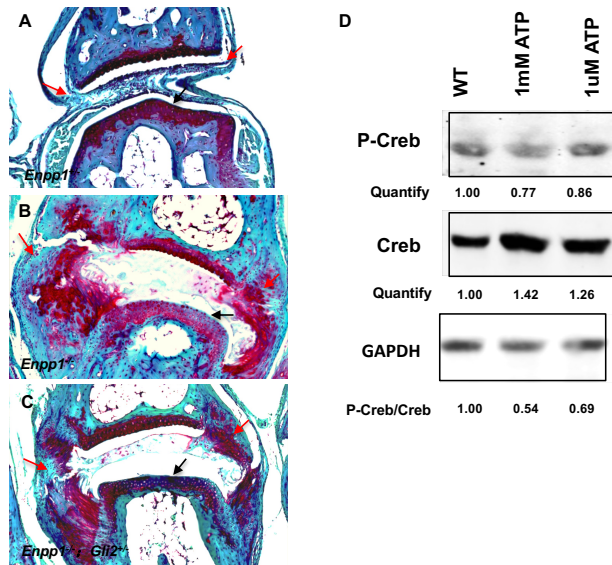 A
Enpp1+/-
B
Enpp1-/-
C
Enpp1-/-; Gli2+/-
D
WT
1mM ATP
1uM ATP
P-Creb
Quantify 1.00 0.77 0.86
Creb
Quantify 1.00 1.42 1.26
GAPDH
P-Creb/Creb 1.00 0.54 0.69